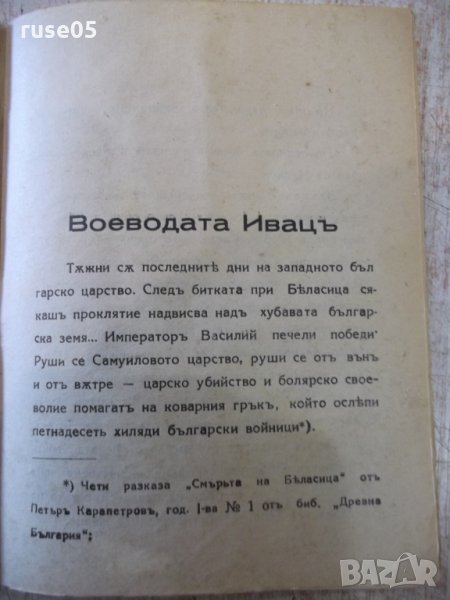 ruse05
Воеводата Ивацъ
Тѫжни сѫ последнитѣ дни на западното бъл
гарско царство. Следъ битката при Бѣласица ся-
кашъ проклятие надвисва надъ хубавата българ-
ска земя... Императоръ Василий печели победи
Руши се Самуиловото царство, руши се отъ вънъ
и отъ вѫтре — царско убийство и болярско свое-
волие помагатъ на коварния гръкъ, който ослѣпи
петнадесеть хиляди български войници*).
*) Чети разказа „Смърьта на Бѣласица" отъ
Петъръ Карапетровъ, год. I-ва № 1 отъ биб. „Древна
България";
BAZAR